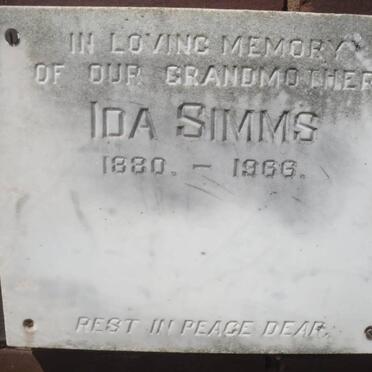 IN LOVING MEMORY
OF OUR GRANDMOTHER
IDA SIMMS
1880. – 1966.
REST IN PEACE DEAR.